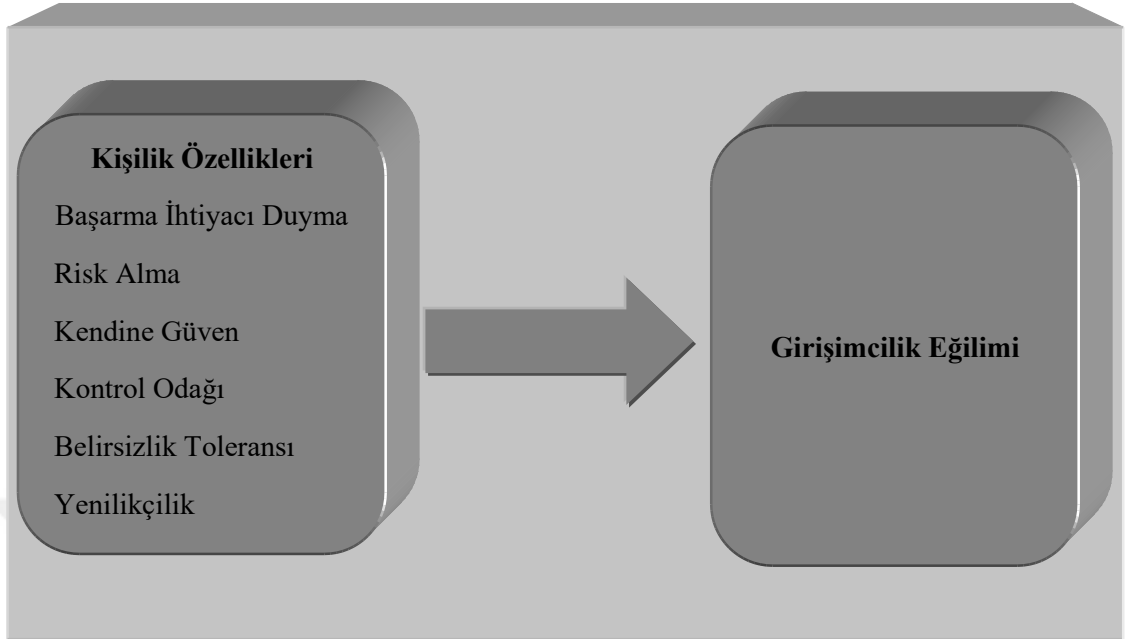 Kişilik Özellikleri
Başarma İhtiyacı Duyma
Risk Alma
Kendine Güven
Kontrol Odağı
Belirsizlik Toleransı
Yenilikçilik
Girişimcilik Eğilimi